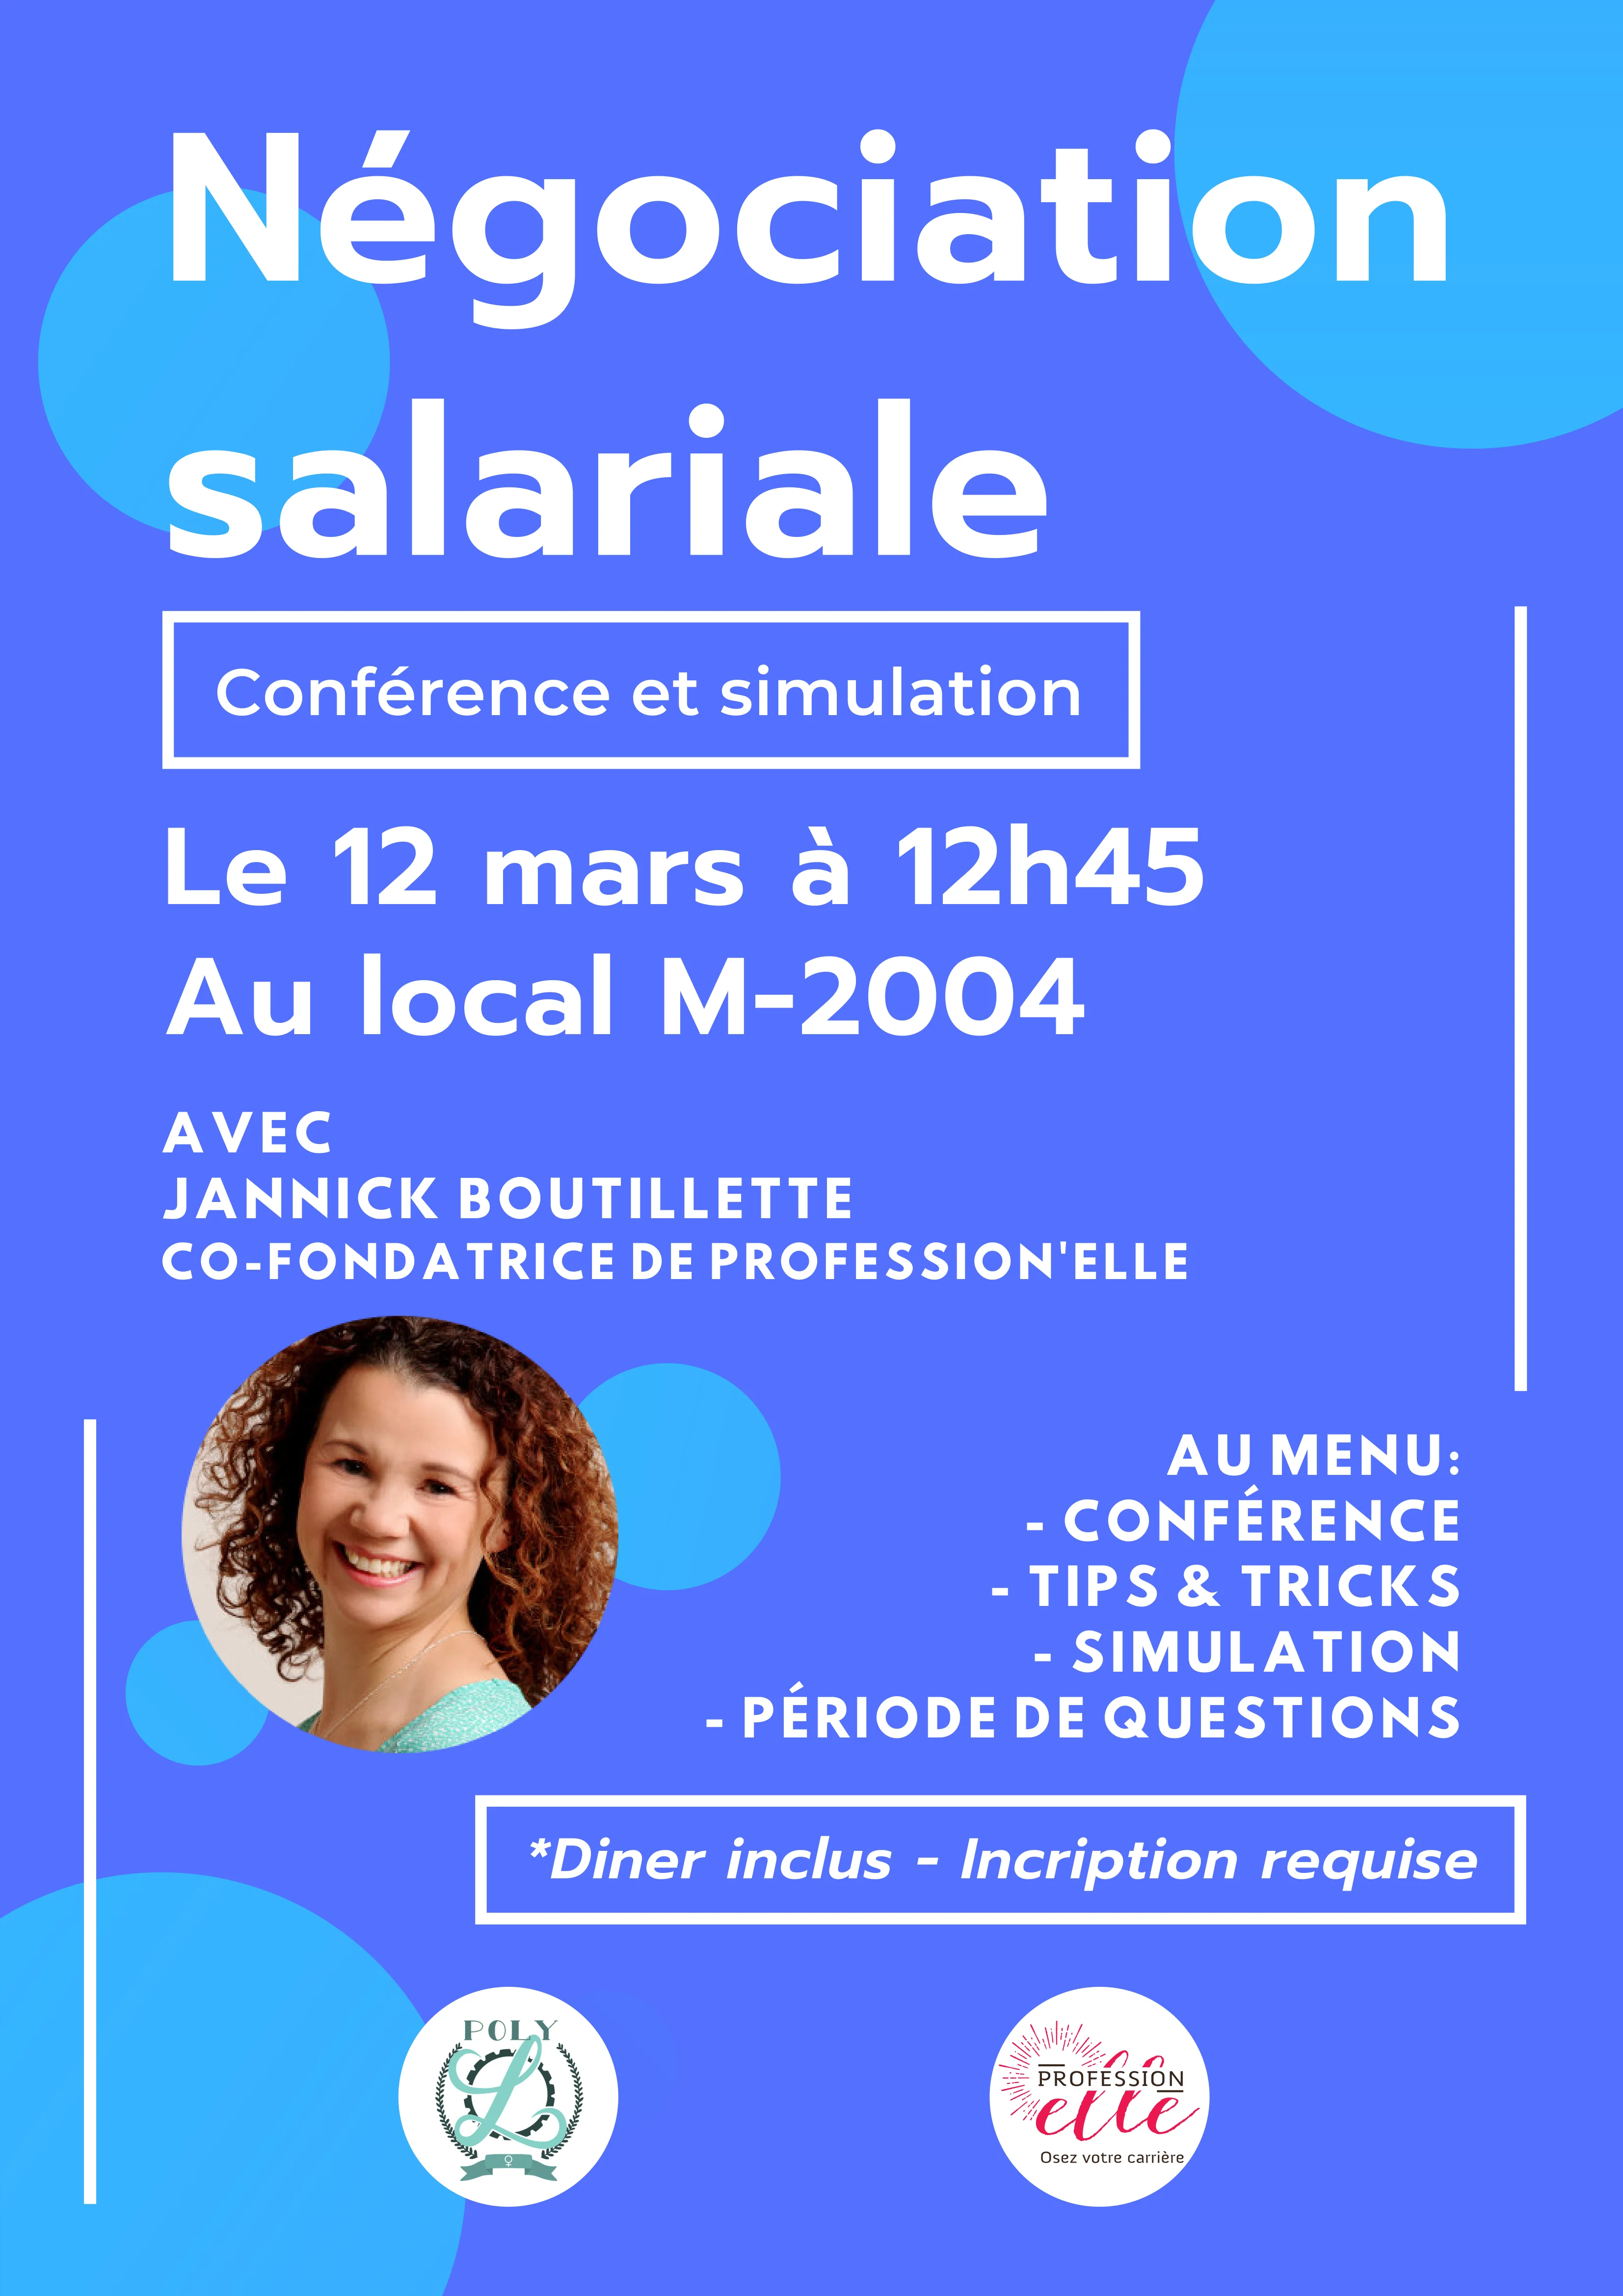 Négociation
salariale
Conférence et simulation
Le 12 mars à 12h45
Au local M-2004
AVEC
JANNICK BOUTILLETTE
CO-FONDATRICE DE PROFESSION'ELLE
AU MENU:
- CONFÉRENCE
- TIPS & TRICKS
- SIMULATION
- PÉRIODE DE QUESTIONS
*Diner inclus - Incription requise
POLY
L
PROFESSION
elle
Osez votre carrière